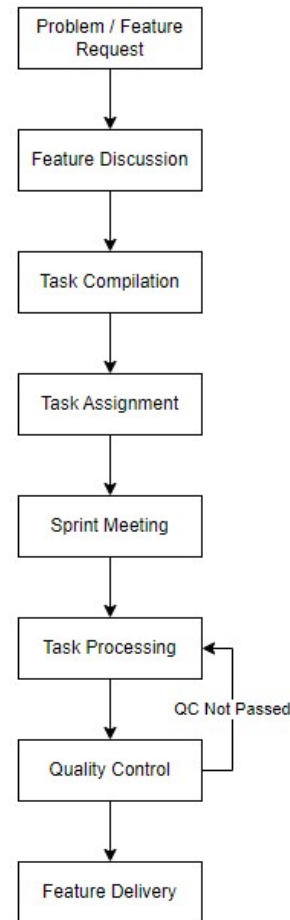 Problem / Feature
Request
Feature Discussion
Task Compilation
Task Assignment
Sprint Meeting
Task Processing
QC Not Passed
Quality Control
Feature Delivery